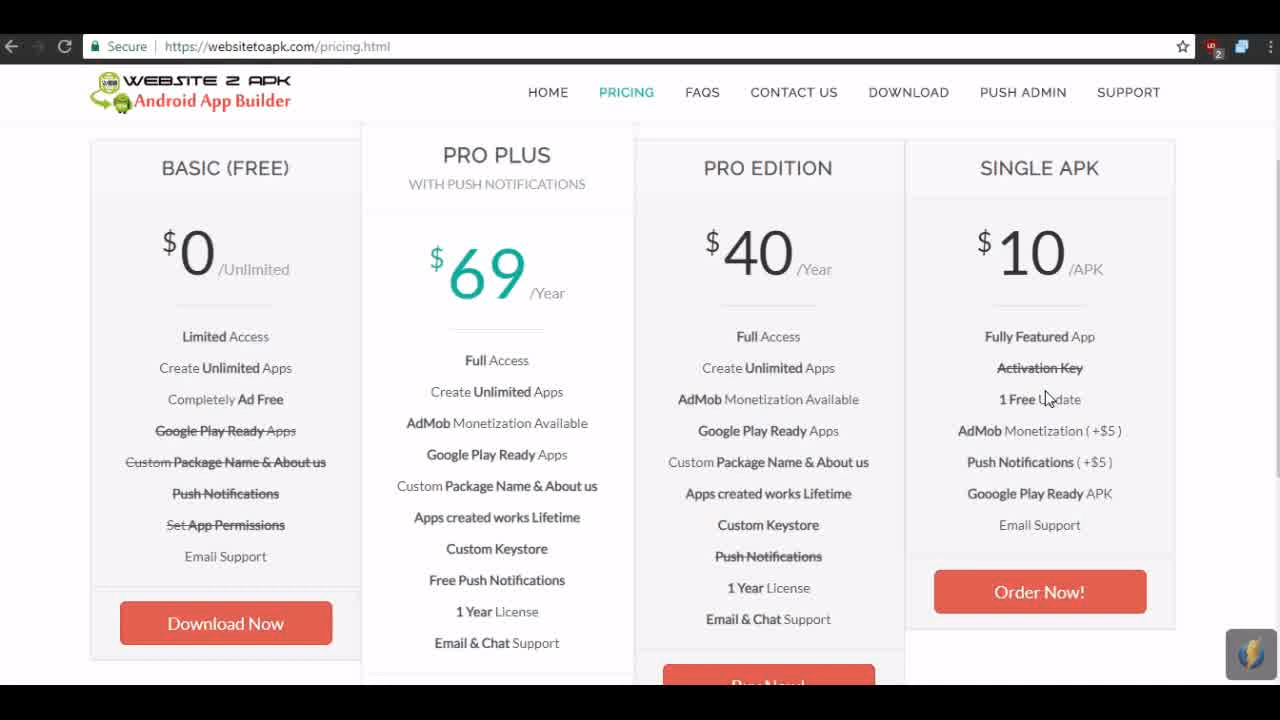 Secure | https://websitetoapk.com/pricing.html
2
WEBSITE 2 APK
Android App Builder
HOME PRICING FAQS CONTACT US DOWNLOAD PUSH ADMIN SUPPORT
BASIC (FREE)
$0/Unlimited
Limited Access
Create Unlimited Apps
Completely Ad Free
Google Play Ready Apps
Custom Package Name & About us
Push Notifications
Set App Permissions
Email Support
Download Now
PRO PLUS
WITH PUSH NOTIFICATIONS
$69/Year
Full Access
Create Unlimited Apps
AdMob Monetization Available
Google Play Ready Apps
Custom Package Name & About us
Apps created works Lifetime
Custom Keystore
Free Push Notifications
1 Year License
Email & Chat Support
PRO EDITION
$40/Year
Full Access
Create Unlimited Apps
AdMob Monetization Available
Google Play Ready Apps
Custom Package Name & About us
Apps created works Lifetime
Custom Keystore
Push Notifications
1 Year License
Email & Chat Support
SINGLE APK
$10/APK
Fully Featured App
Activation Key
1 Free Update
AdMob Monetization ( +$5 )
Push Notifications ( +$5 )
Gooogle Play Ready APK
Email Support
Order Now!